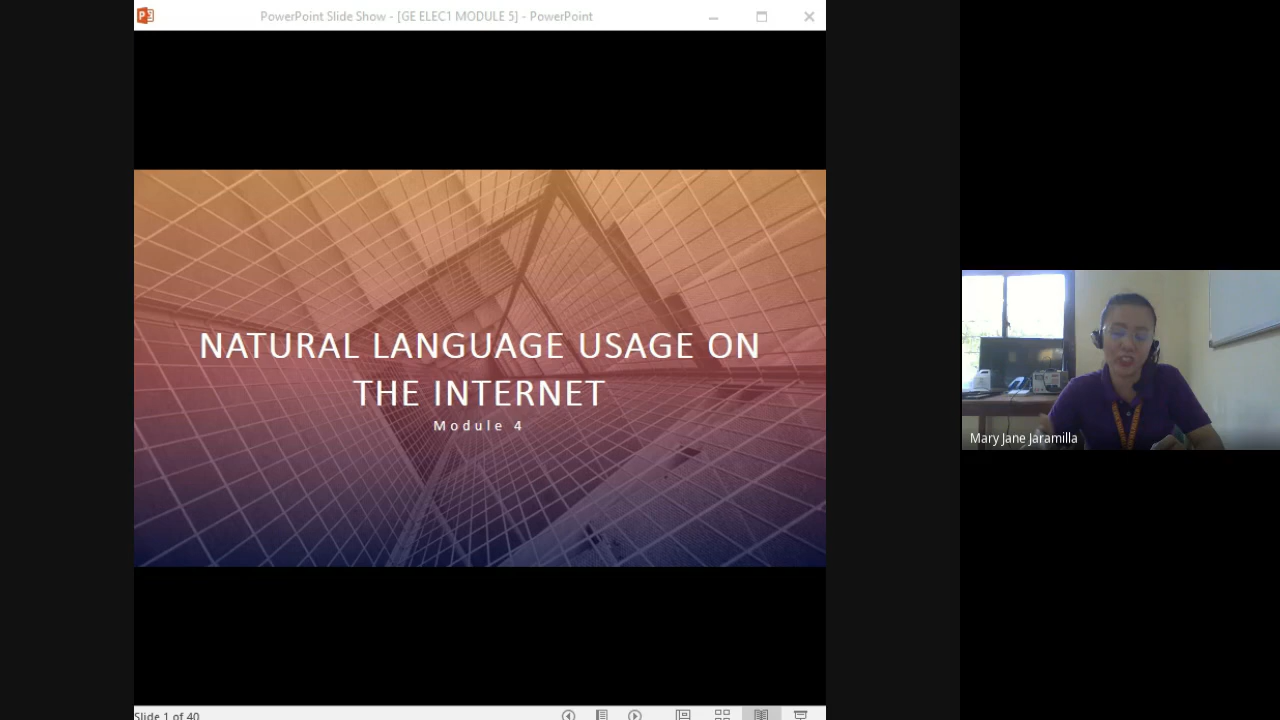 PowerPoint Slide Show - [GE ELEC1 MODULE 5] - PowerPoint
NATURAL LANGUAGE USAGE ON
THE INTERNET
Module 4
Mary Jane Jaramilla
Slide 1 of 40